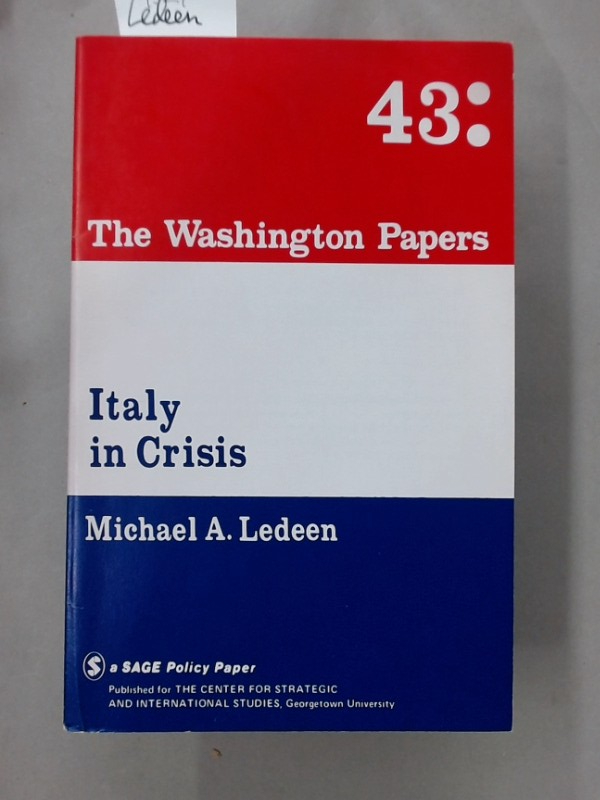 Ledeen
43:
The Washington Papers
Italy
in Crisis
Michael A. Ledeen
S a SAGE Policy Paper
Published for THE CENTER FOR STRATEGIC
AND INTERNATIONAL STUDIES, Georgetown University